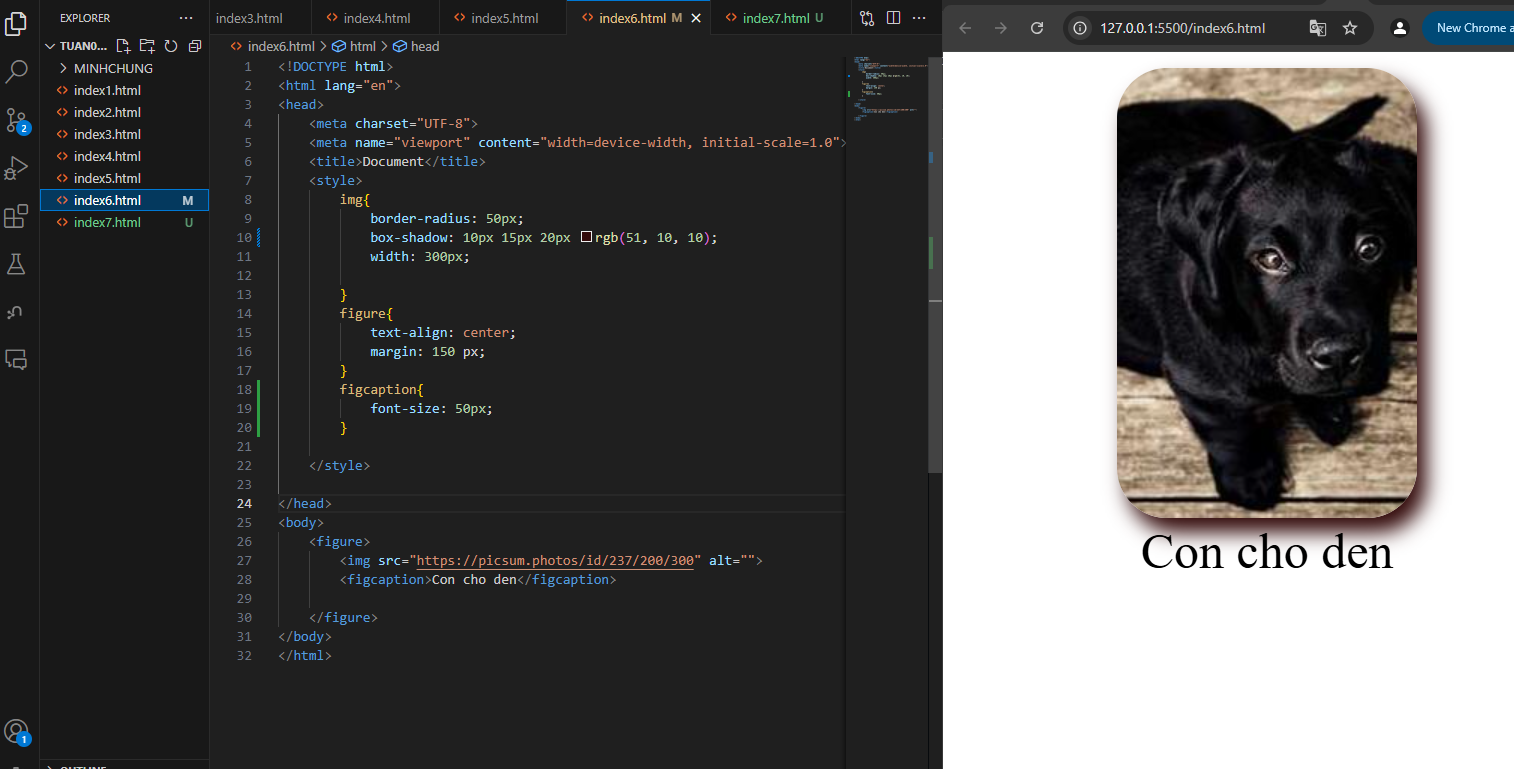 EXPLORER
index3.html
index4.html
index5.html
index6.html M
index7.html U
127.0.0.1:5500/index6.html
New Chrome a
TUAN0...
index6.html > html > head
MINHCHUNG
index1.html
index2.html
index3.html
index4.html
index5.html
index6.html M
index7.html U
2
1
1 <!DOCTYPE html>
2 <html lang="en">
3 <head>
4 <meta charset="UTF-8">
5 <meta name="viewport" content="width=device-width, initial-scale=1.0">
6 <title>Document</title>
7 <style>
8 img{
9 border-radius: 50px;
10 box-shadow: 10px 15px 20px rgb(51, 10, 10);
11 width: 300px;
12
13 }
14 figure{
15 text-align: center;
16 margin: 150 px;
17 }
18 figcaption{
19 font-size: 50px;
20 }
21
22 </style>
23
24 </head>
25 <body>
26 <figure>
27 <img src="https://picsum.photos/id/237/200/300" alt="">
28 <figcaption>Con cho den</figcaption>
29
30 </figure>
31 </body>
32 </html>
Con cho den
OUTLINE